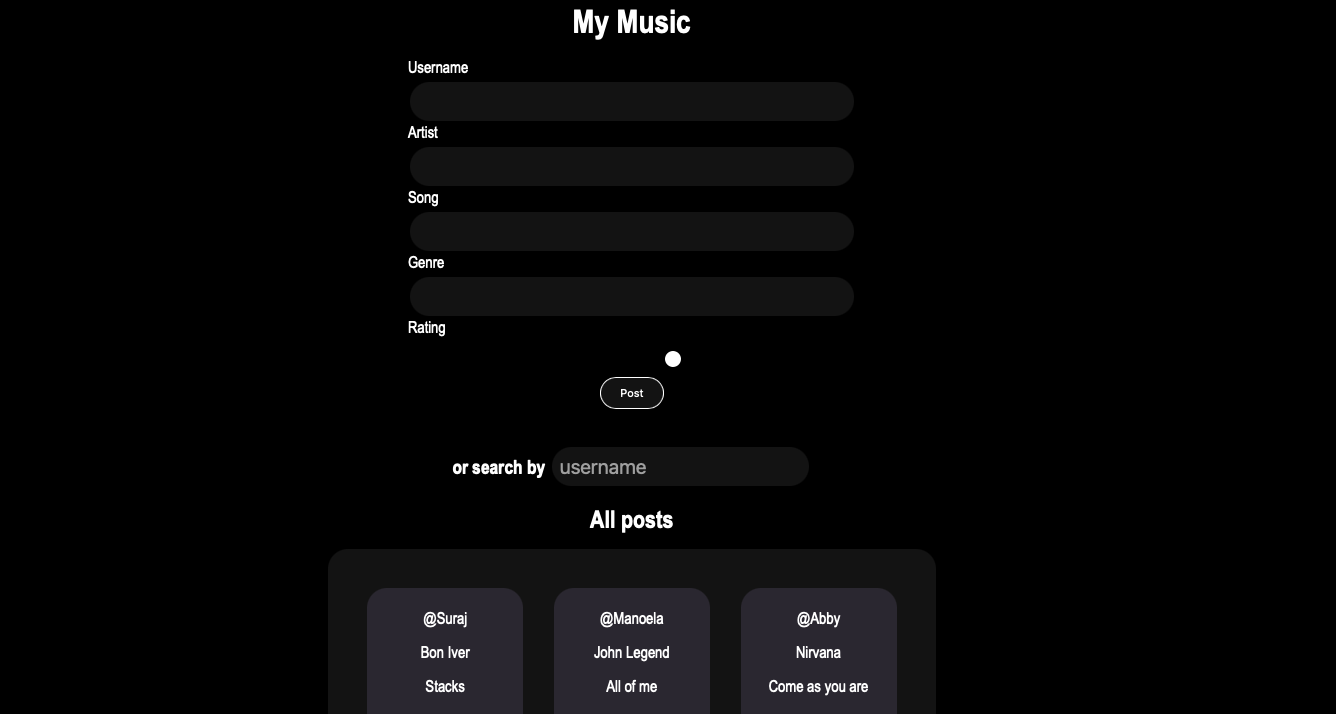 My Music
Username
Artist
Song
Genre
Rating
Post
or search by username
All posts
@Suraj @Manoela @Abby
Bon Iver John Legend Nirvana
Stacks All of me Come as you are